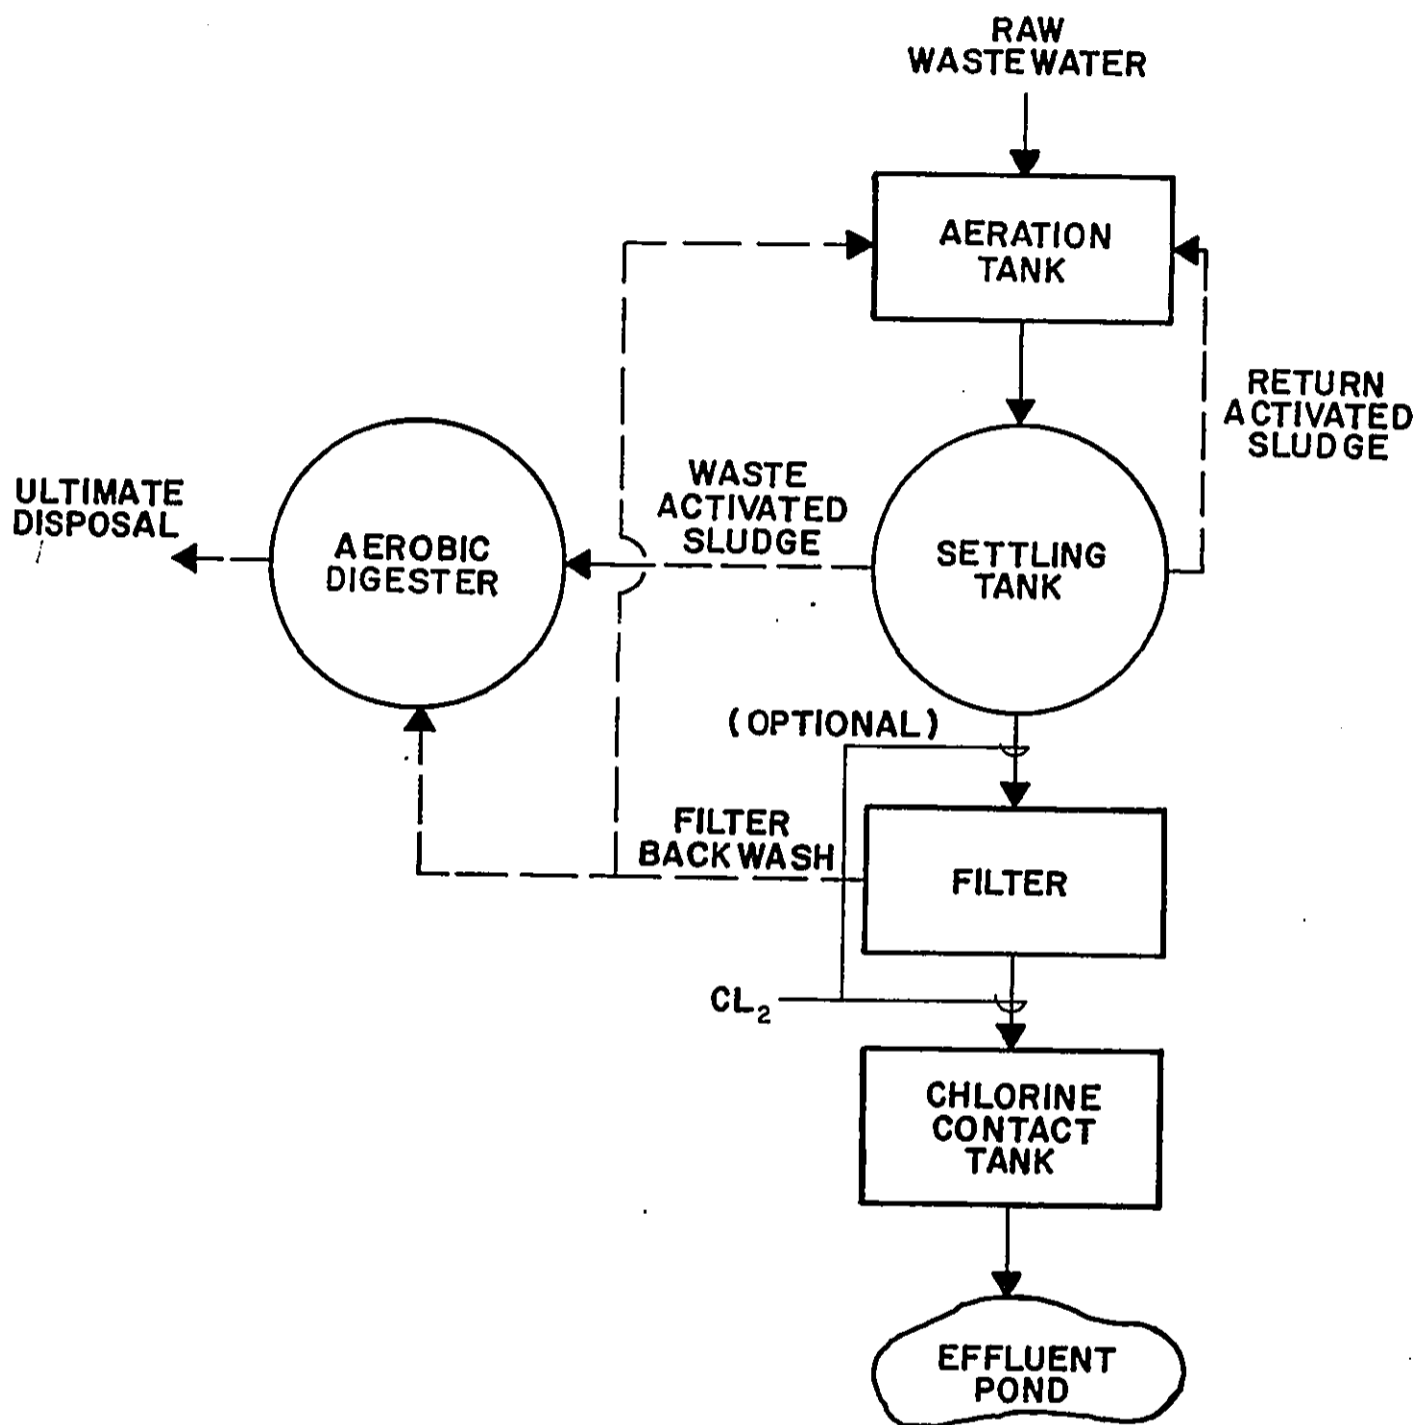 RAW
WASTEWATER
AERATION
TANK
RETURN
ACTIVATED
SLUDGE
WASTE
ACTIVATED
SLUDGE
ULTIMATE
DISPOSAL
AEROBIC
DIGESTER
SETTLING
TANK
(OPTIONAL)
FILTER
BACKWASH
FILTER
CL₂
CHLORINE
CONTACT
TANK
EFFLUENT
POND